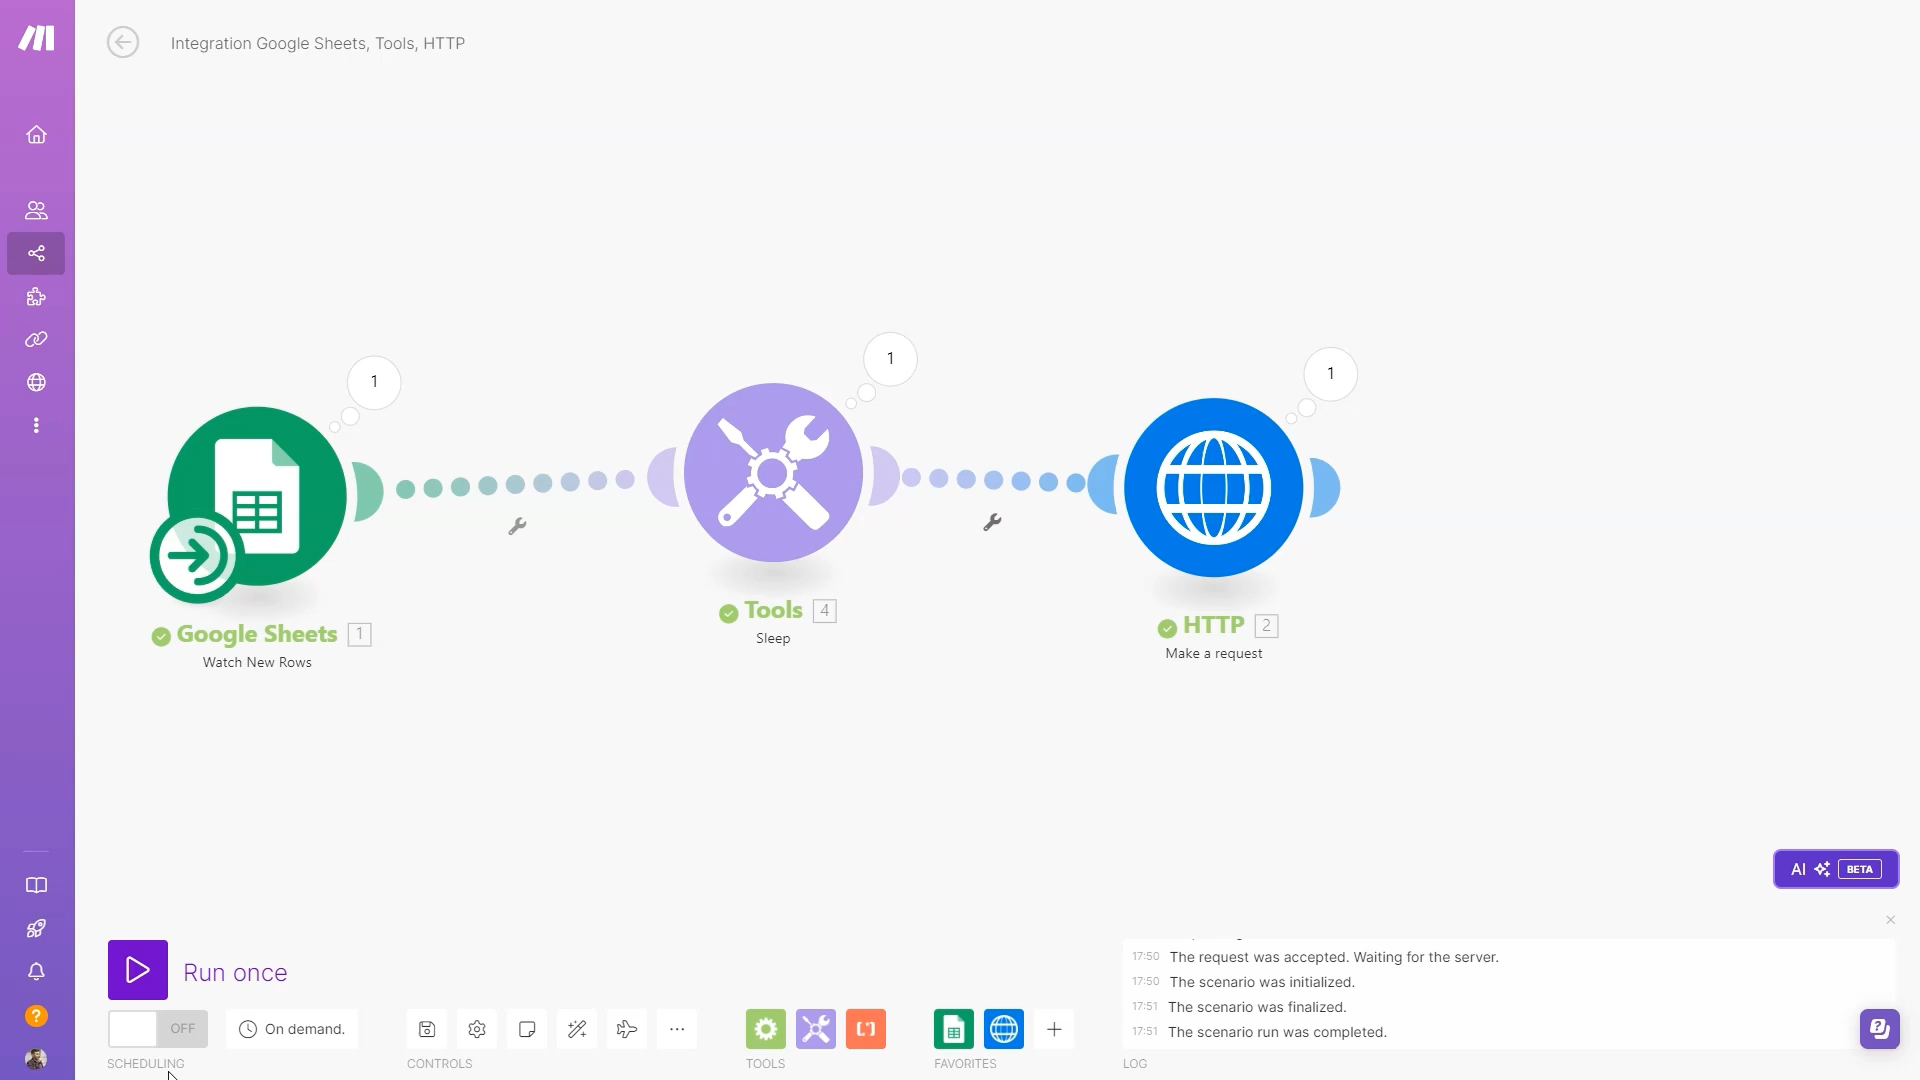 Integration Google Sheets, Tools, HTTP
1
1
1
Google Sheets 1
Watch New Rows
Tools 4
Sleep
HTTP 2
Make a request
AI BETA
Run once
OFF
On demand.
SCHEDULING
CONTROLS
TOOLS
FAVORITES
17:50 The request was accepted. Waiting for the server.
17:50 The scenario was initialized.
17:51 The scenario was finalized.
17:51 The scenario run was completed.
LOG